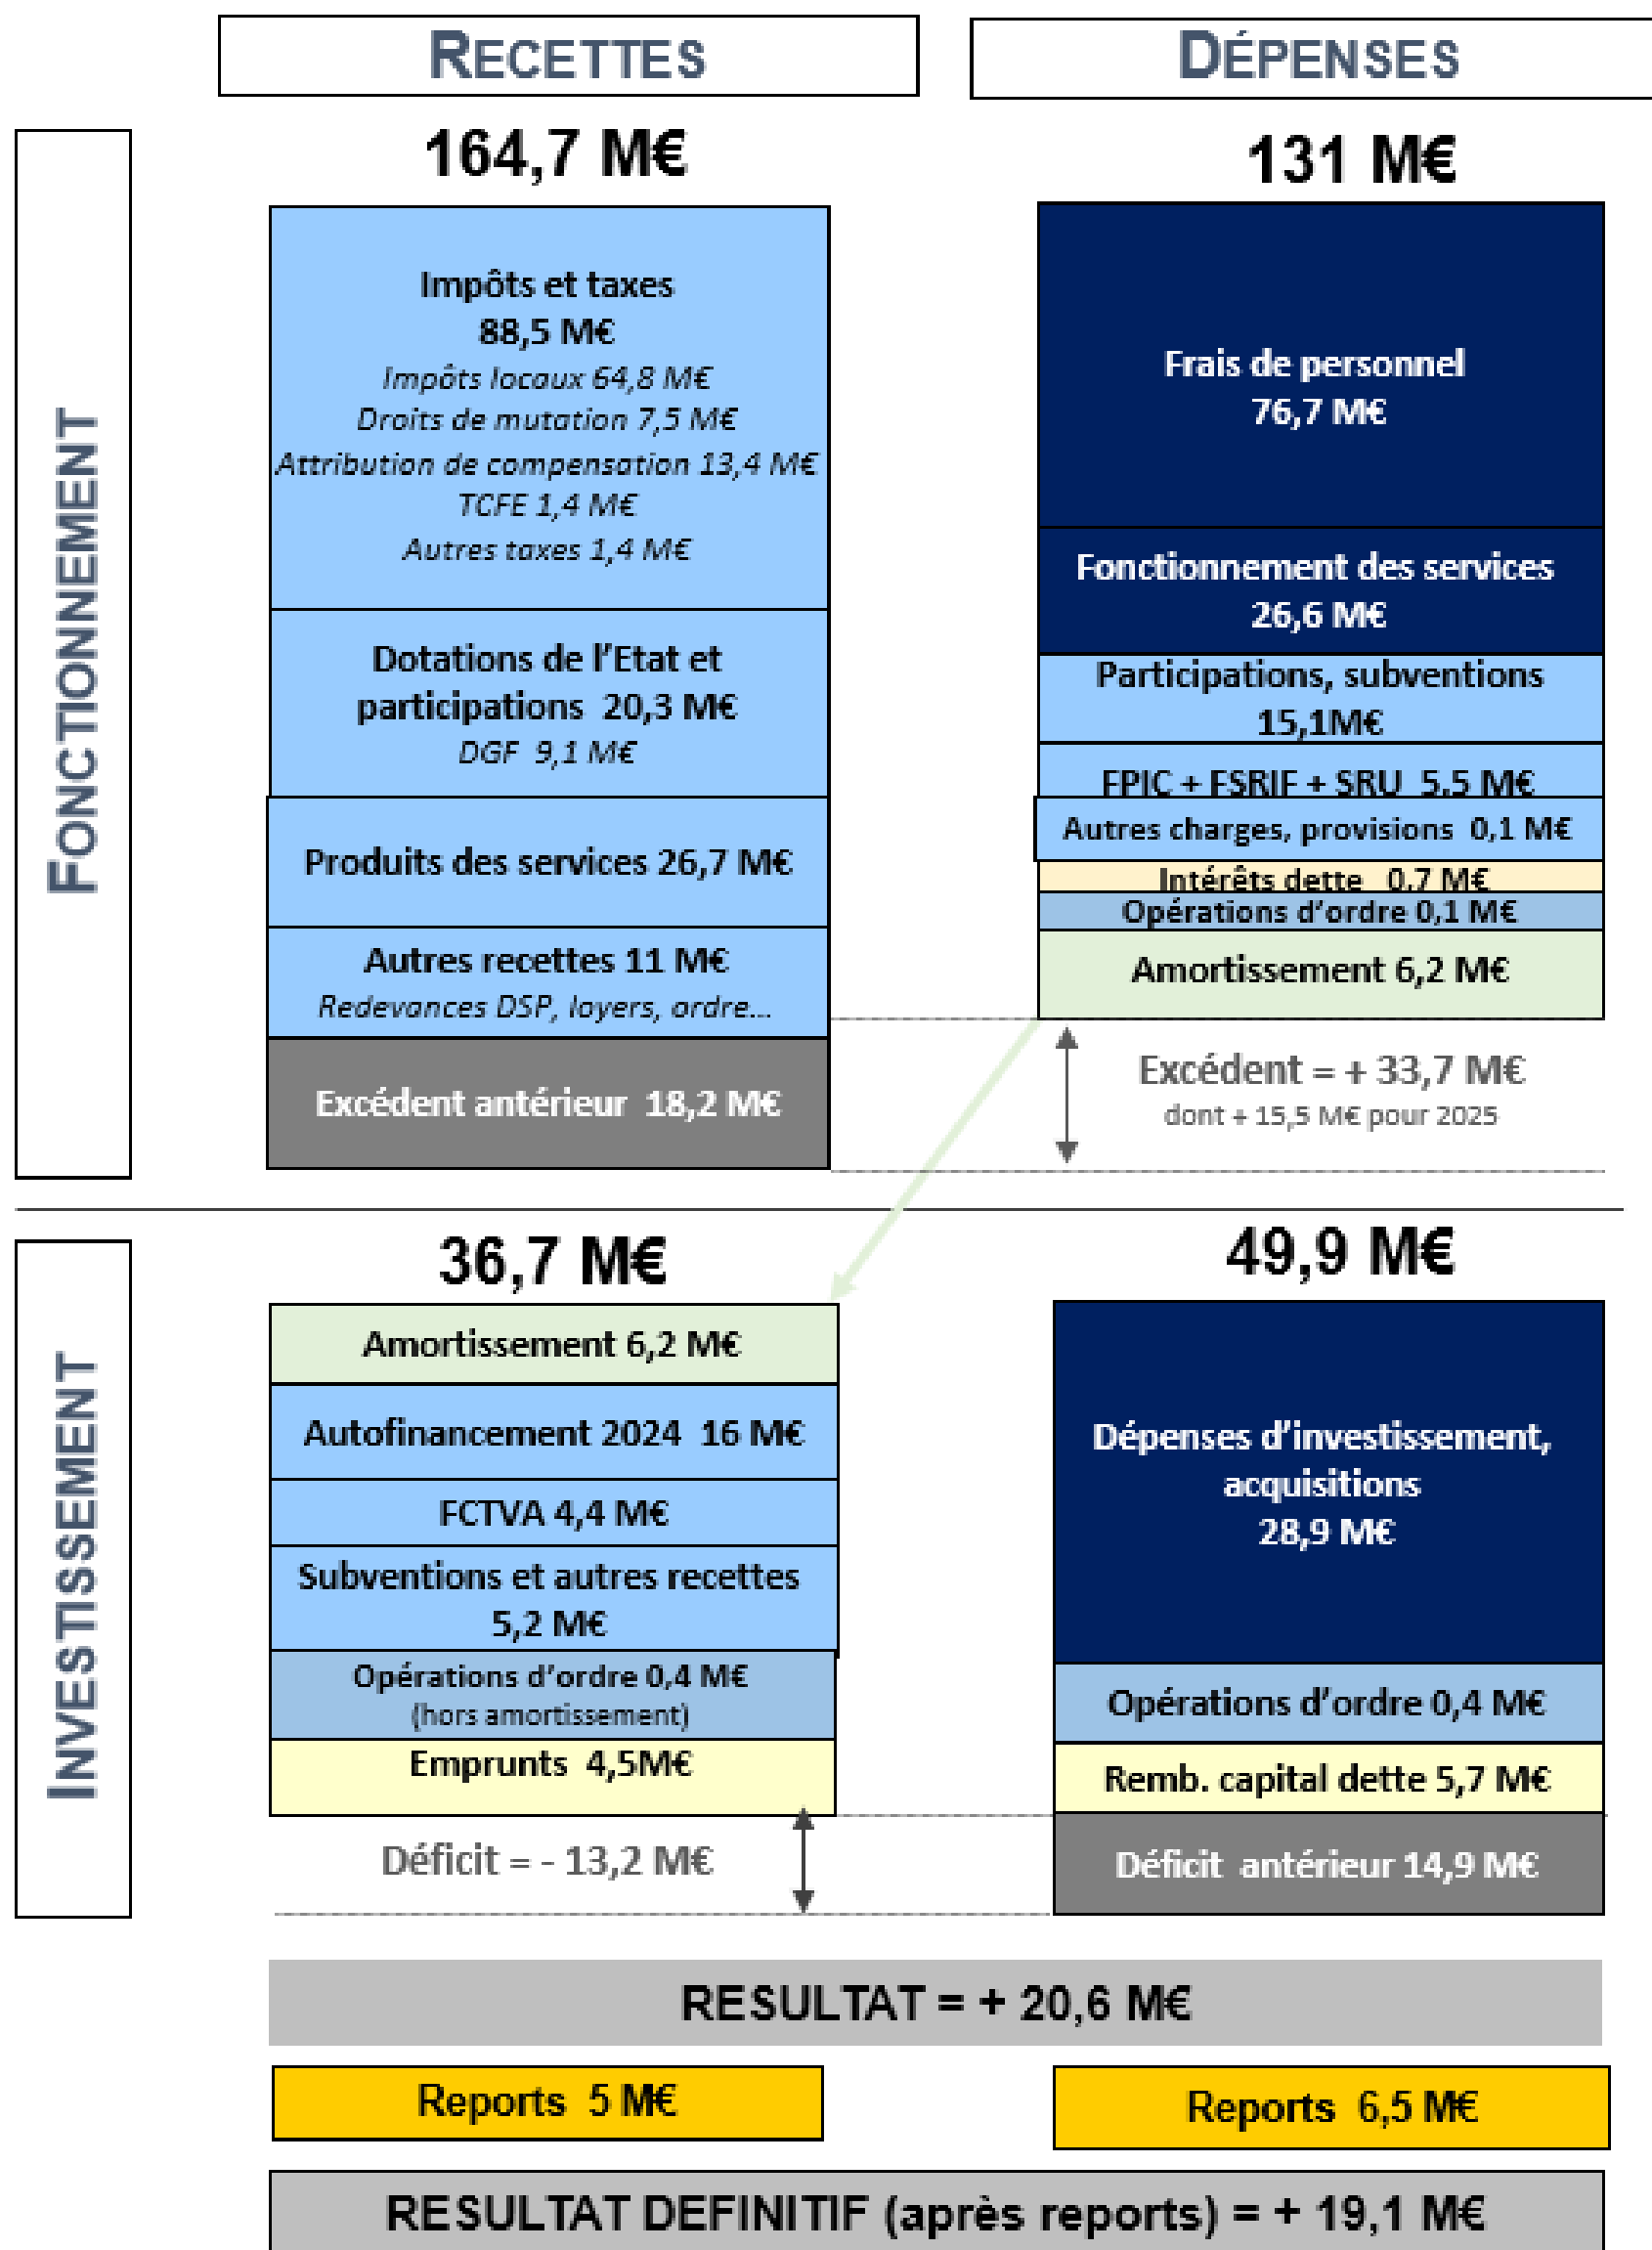 RECETTES
DÉPENSES
FONCTIONNEMENT
164,7 M€
Impôts et taxes
88,5 M€
Impôts locaux 64,8 M€
Droits de mutation 7,5 M€
Attribution de compensation 13,4 M€
TCFE 1,4 M€
Autres taxes 1,4 M€
Dotations de l'Etat et
participations 20,3 M€
DGF 9,1 M€
Produits des services 26,7 M€
Autres recettes 11 M€
Redevances DSP, loyers, ordre...
Excédent antérieur 18,2 M€
131 M€
Frais de personnel
76,7 M€
Fonctionnement des services
26,6 M€
Participations, subventions
15,1M€
FPIC + FSRIF + SRU 5,5 M€
Autres charges, provisions 0,1 M€
Intérêts dette 0,7 M€
Opérations d'ordre 0,1 M€
Amortissement 6,2 M€
Excédent = + 33,7 M€
dont + 15,5 M€ pour 2025
INVESTISSEMENT
36,7 M€
Amortissement 6,2 M€
Autofinancement 2024 16 M€
FCTVA 4,4 M€
Subventions et autres recettes
5,2 M€
Opérations d'ordre 0,4 M€
(hors amortissement)
Emprunts 4,5M€
Déficit = - 13,2 M€
49,9 M€
Dépenses d'investissement,
acquisitions
28,9 M€
Opérations d'ordre 0,4 M€
Remb. capital dette 5,7 M€
Déficit antérieur 14,9 M€
RESULTAT = + 20,6 M€
Reports 5 M€
Reports 6,5 M€
RESULTAT DEFINITIF (après reports) = + 19,1 M€